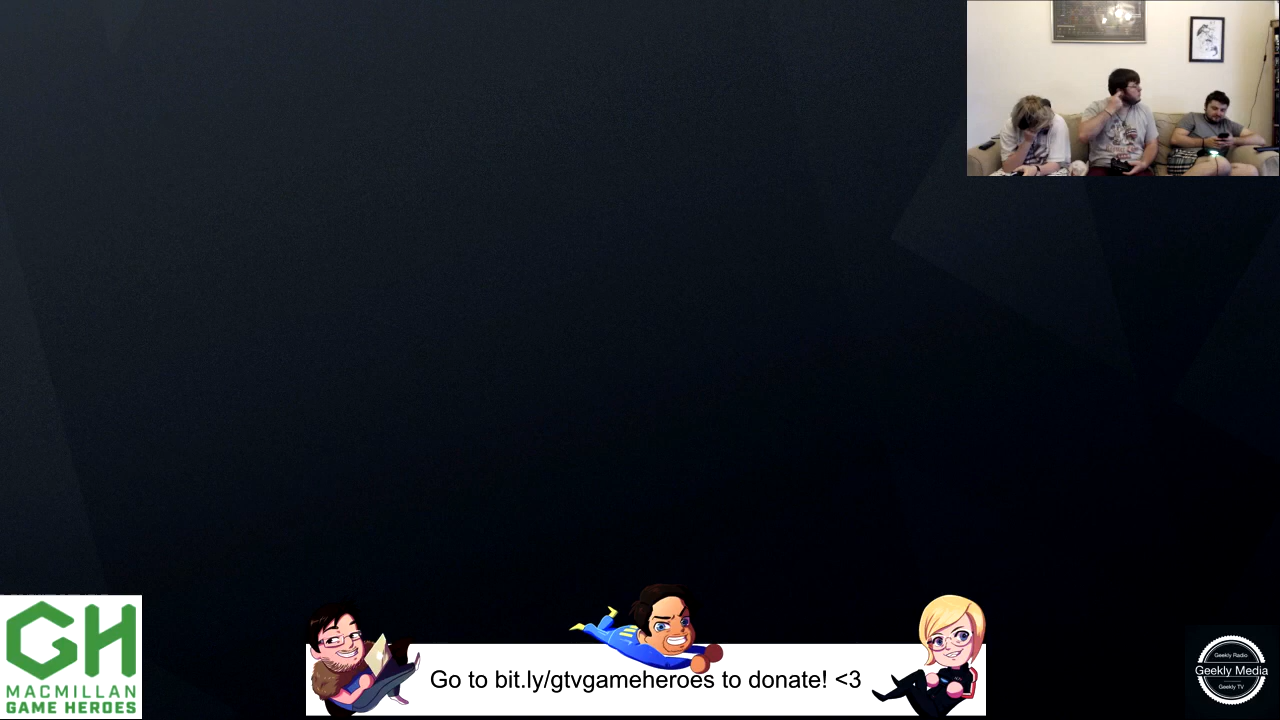 GH
MACMILLAN
GAME HEROES
Go to bit.ly/gtvgameheroes to donate! <3
Geekly Radio
Geekly Media
Geekly TV